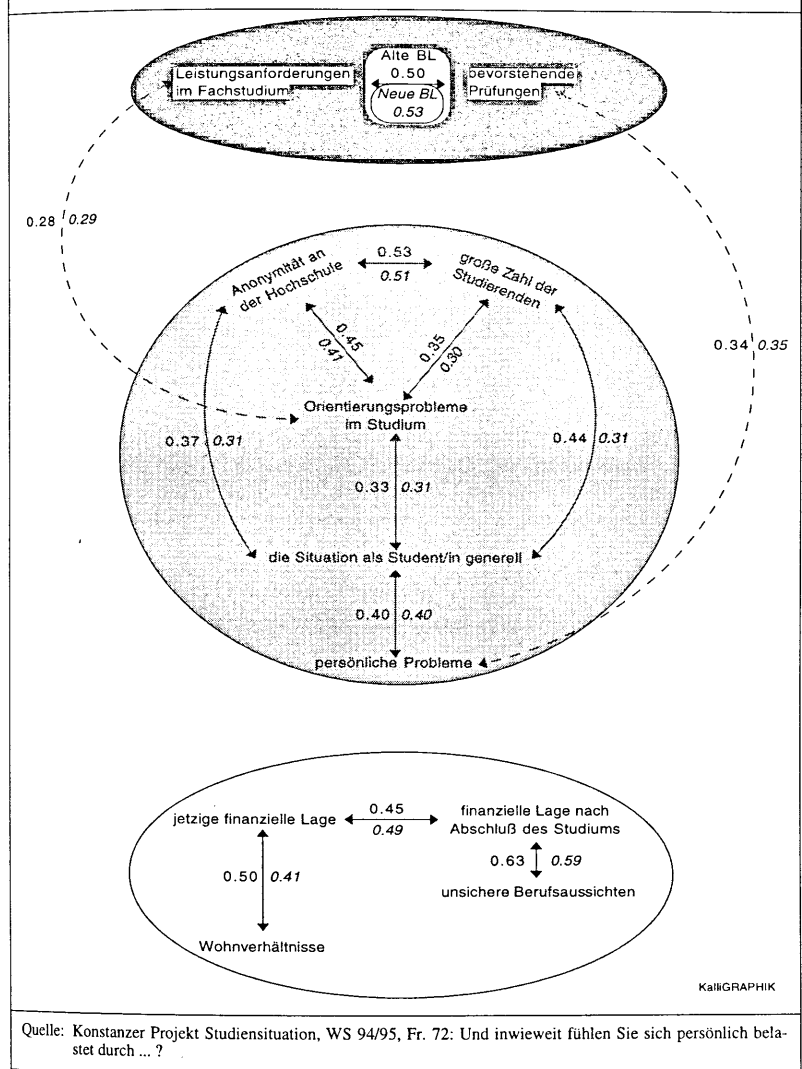 Alte BL
Leistungsanforderungen
im Fachstudium
0.50
Neue BL
0.53
bevorstehende
Prüfungen
0.28 0.29
Anonymität an
der Hochschule
0.53
0.51
große Zahl der
Studierenden
0.45
0.41
0.35
0.30
0.34 0.35
Orientierungsprobleme
im Studium
0.37 0.31
0.44 0.31
0.33 0.31
die Situation als Student/in generell
0.40 0.40
persönliche Probleme
jetzige finanzielle Lage
0.45
0.49
finanzielle Lage nach
Abschluß des Studiums
0.50 0.41
0.63 0.59
unsichere Berufsaussichten
Wohnverhältnisse
KalliGRAPHIK
Quelle: Konstanzer Projekt Studiensituation, WS 94/95, Fr. 72: Und inwieweit fühlen Sie sich persönlich bela-
stet durch ... ?